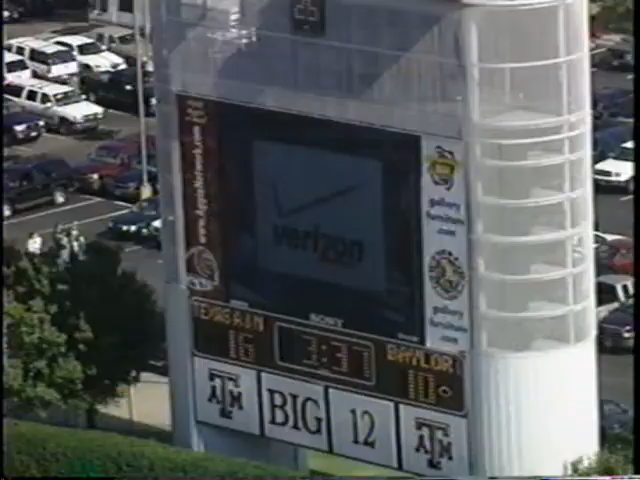 verizon
gallery
furniture
.com
gallery
furniture
.com
SONY
TEXAS A&M
16
3:37
BAYLOR
10
ATM
BIG
12
ATM